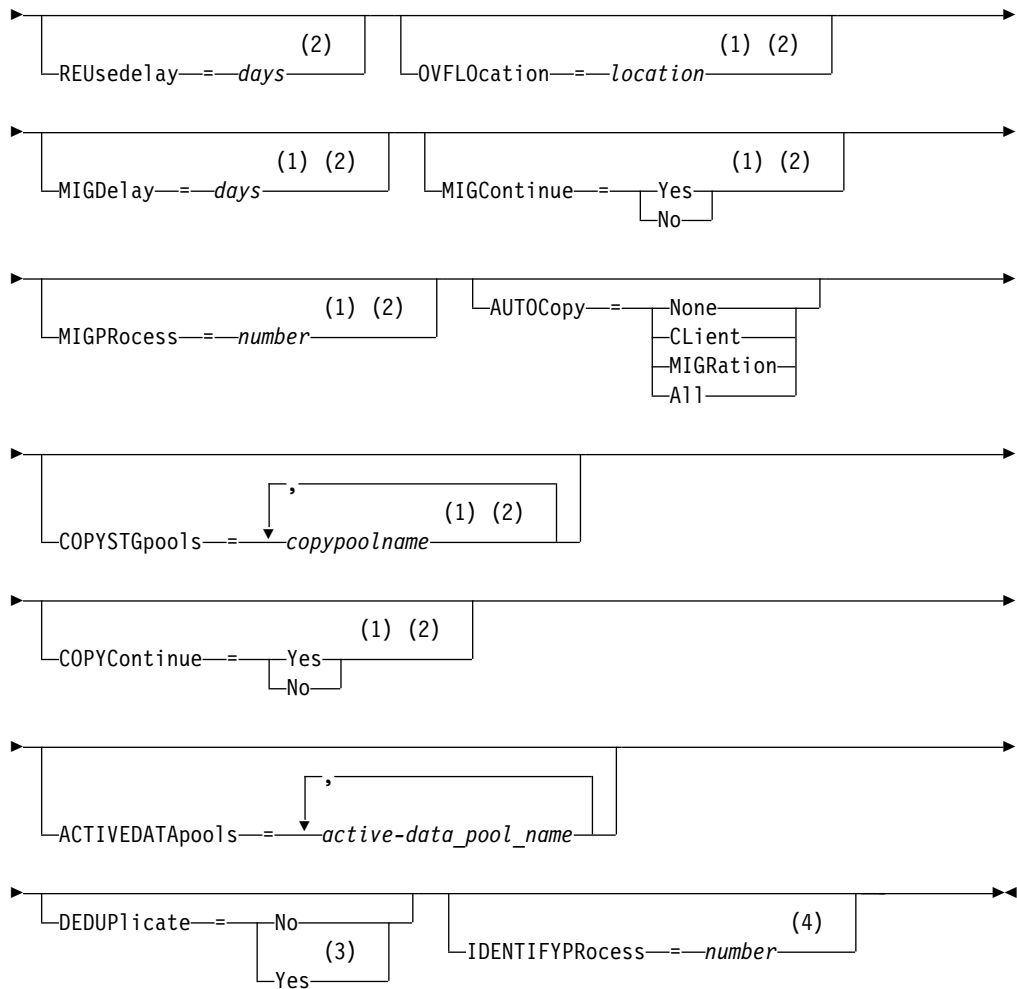 (2) (1) (2)
REUsedelay = days OVFLOcation = location
(1) (2) (1) (2)
MIGDelay = days MIGContinue = Yes
No
(1) (2)
MIGPRocess = number AUTOCopy = None
CLient
MIGRation
All
,
(1) (2)
COPYSTGpools = copypoolname
(1) (2)
COPYContinue = Yes
No
,
ACTIVEDATApools = active-data_pool_name
DEDUPlicate = No (4)
(3) IDENTIFYPRocess = number
Yes